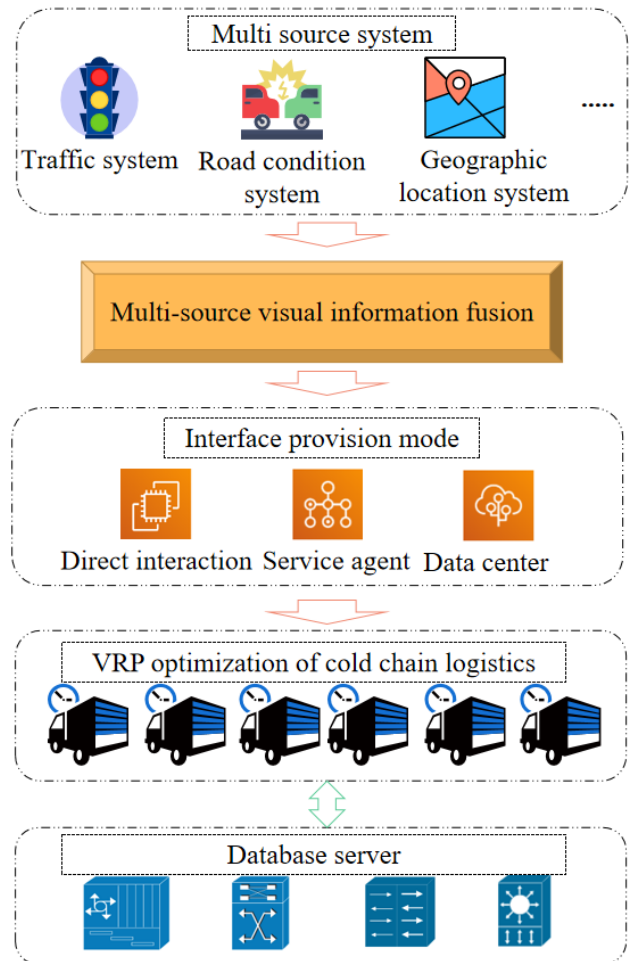 Multi source system
.....
Traffic system
Road condition
system
Geographic
location system
Multi-source visual information fusion
Interface provision mode
Direct interaction
Service agent
Data center
VRP optimization of cold chain logistics
Database server